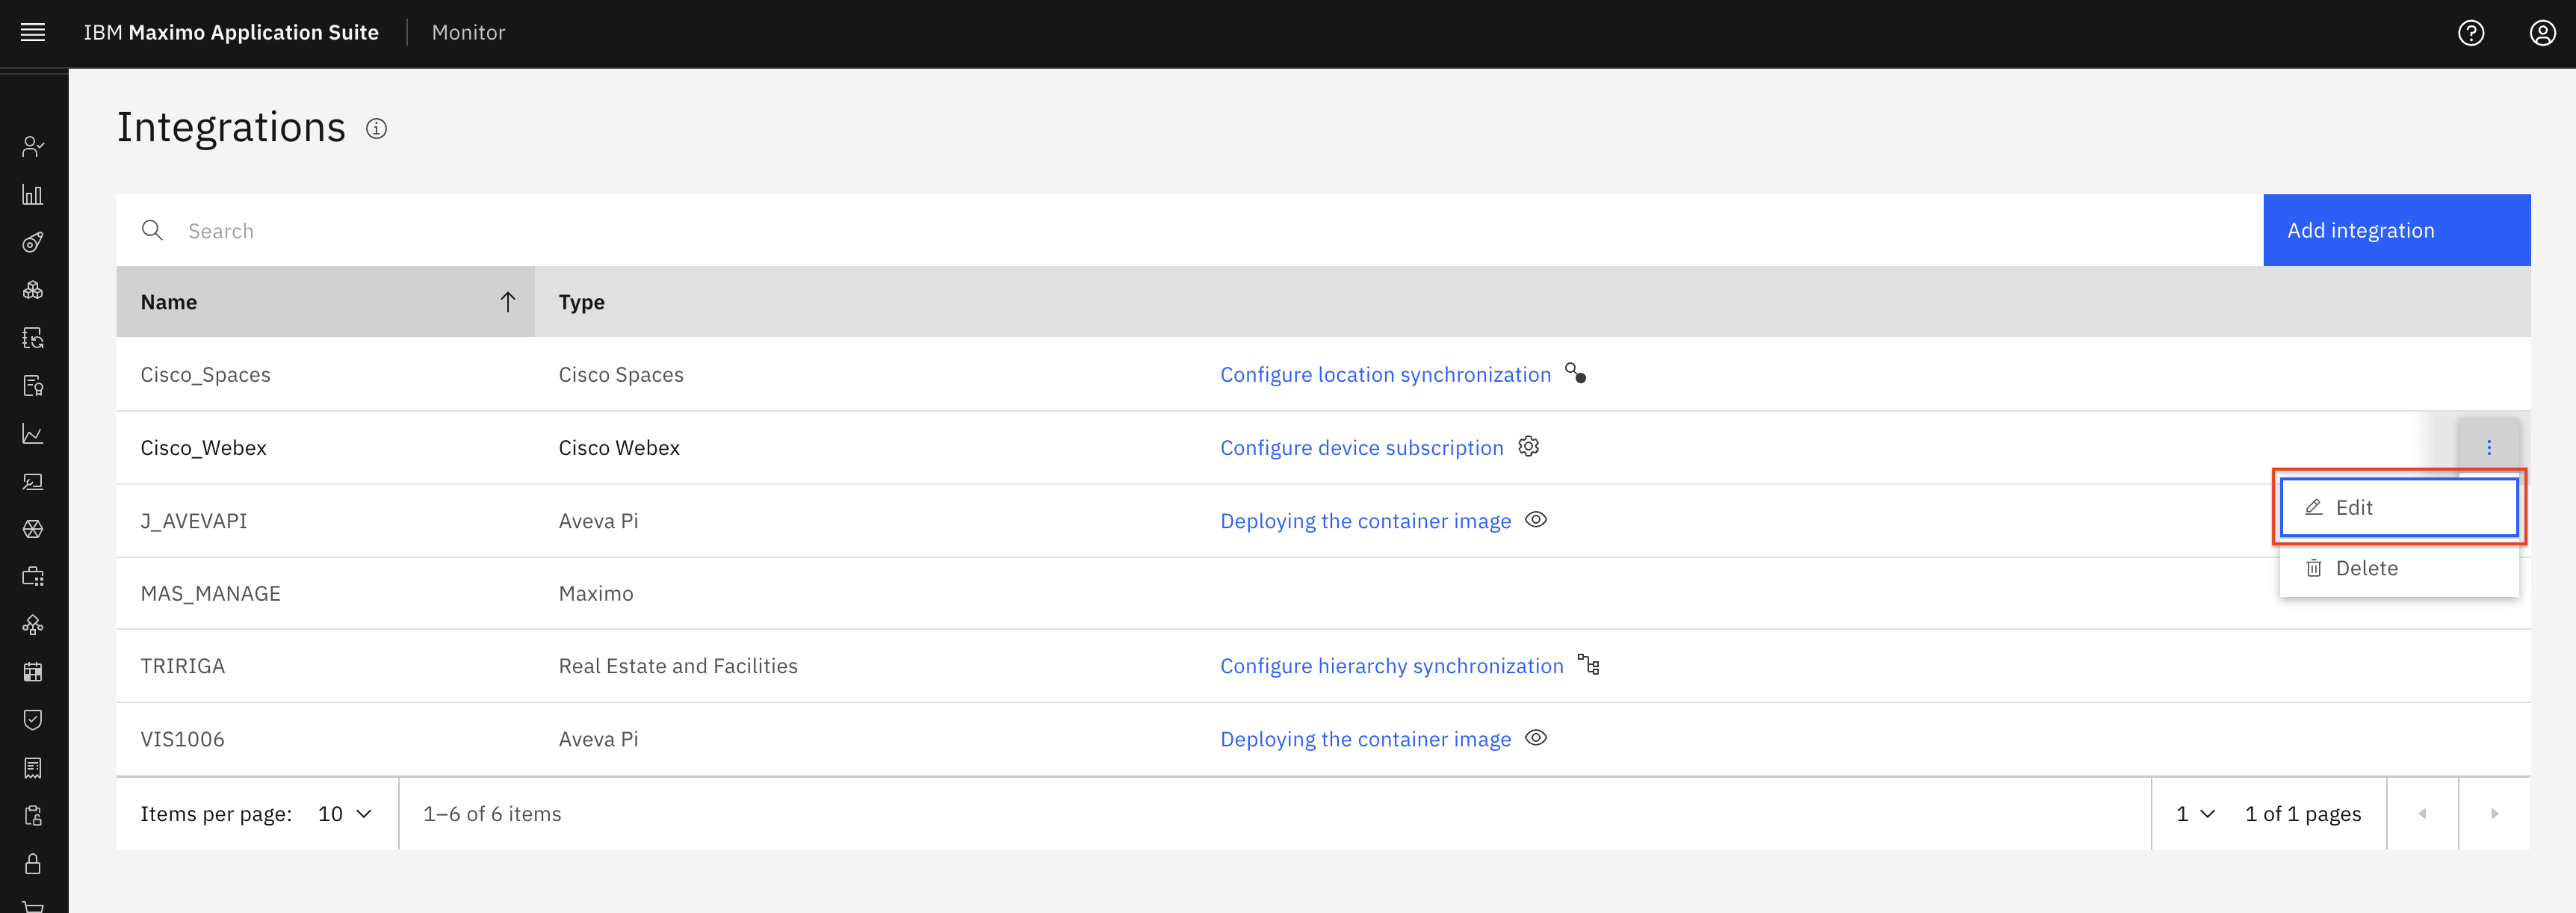 IBM Maximo Application Suite Monitor
Integrations
Search
Add integration
Name Type
Cisco_Spaces Cisco Spaces Configure location synchronization
Cisco_Webex Cisco Webex Configure device subscription
Edit
J_AVEVAPI Aveva Pi Deploying the container image
Delete
MAS_MANAGE Maximo
TRIRIGA Real Estate and Facilities Configure hierarchy synchronization
VIS1006 Aveva Pi Deploying the container image
Items per page: 10 1–6 of 6 items 1 1 of 1 pages